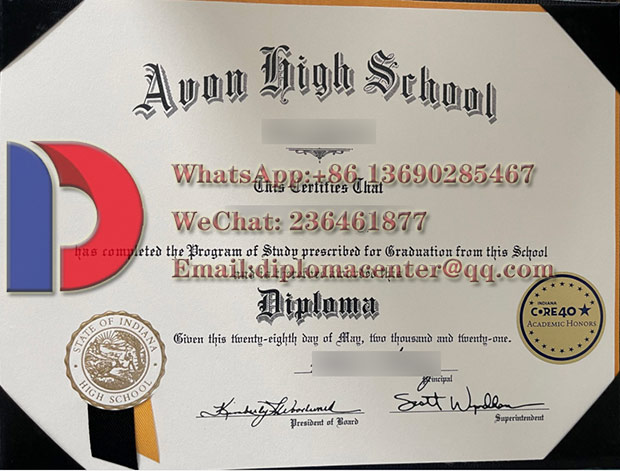 Avon High School
WhatsApp:+86 13690285467
This Certifies That
WeChat: 236461877
has completed the Program of Study prescribed for Graduation from this School
Email:diplomacenter@qq.com
Diploma
Given this twenty-eighth day of May, two thousand and twenty-one.
INDIANA
CORE40
ACADEMIC HONORS
STATE OF INDIANA
HIGH SCHOOL
Principal
President of Board
Superintendent